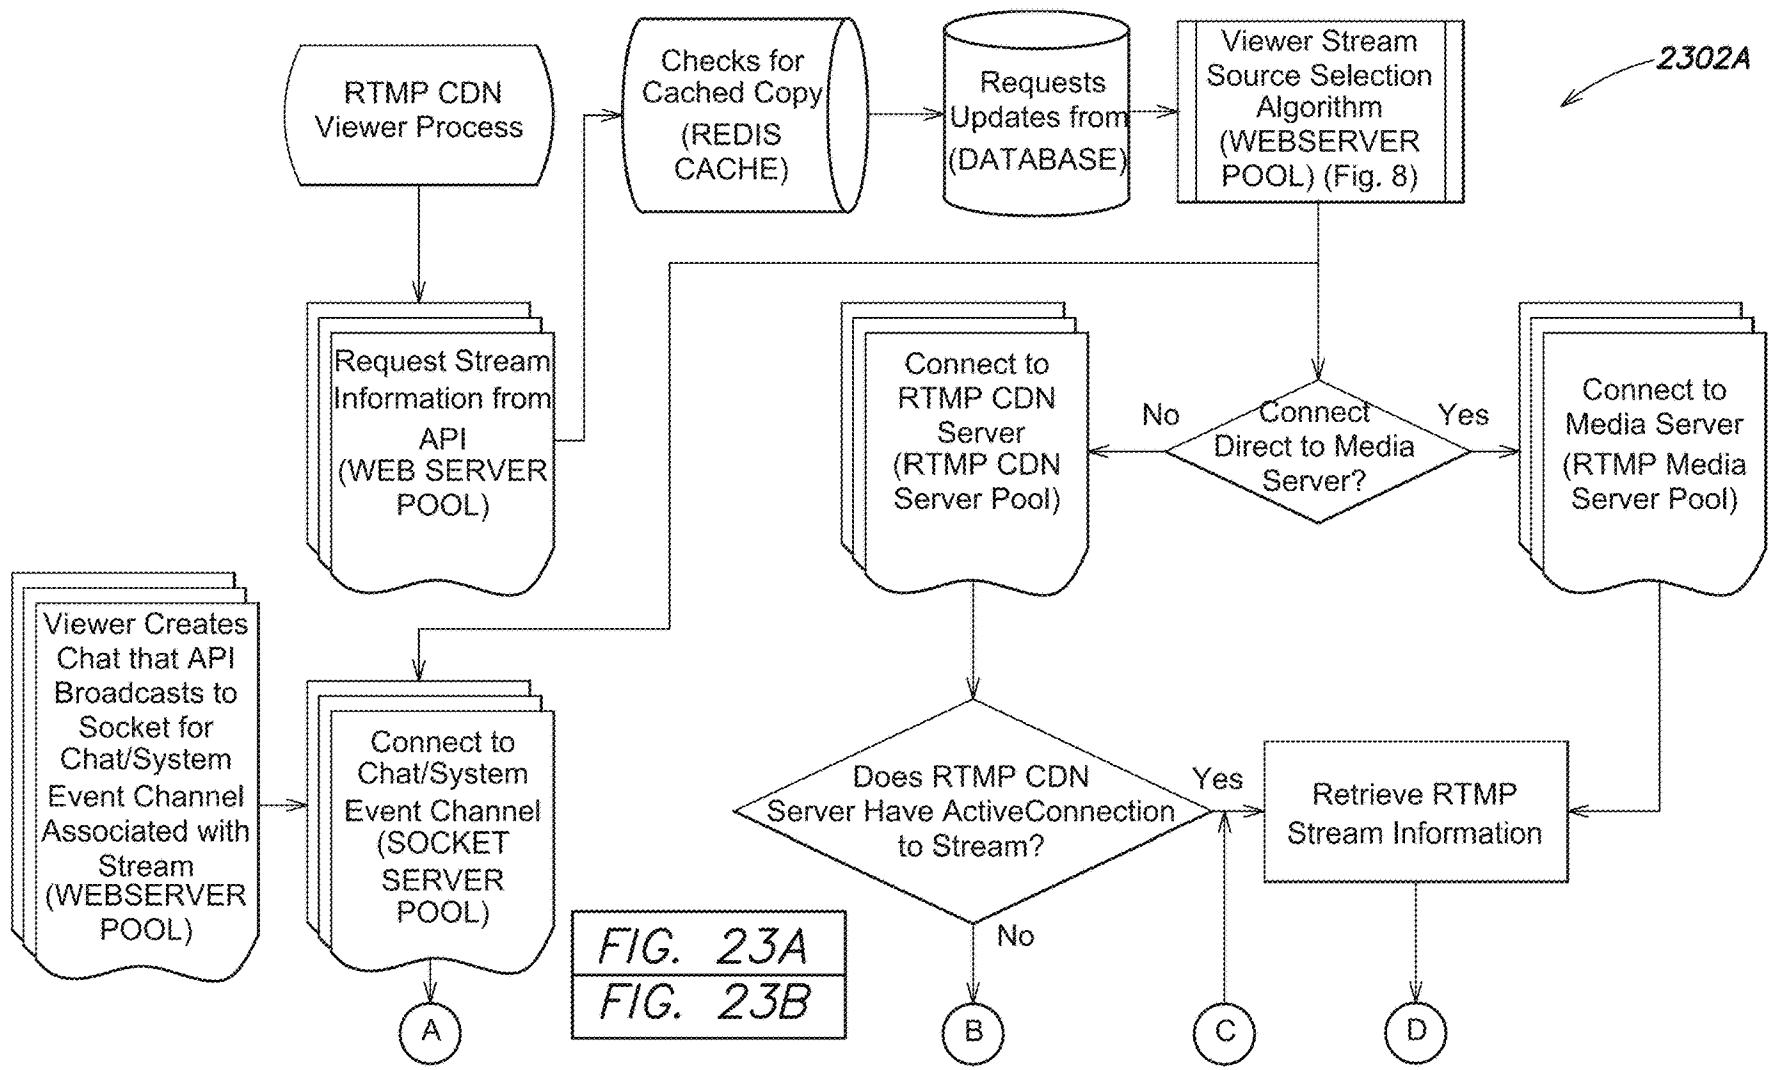 RTMP CDN
Viewer Process
Checks for
Cached Copy
(REDIS
CACHE)
Requests
Updates from
(DATABASE)
Viewer Stream
Source Selection
Algorithm
(WEBSERVER
POOL) (Fig. 8)
2302A
Request Stream
Information from
API
(WEB SERVER
POOL)
Connect to
RTMP CDN
Server
(RTMP CDN
Server Pool)
No
Connect
Direct to Media
Server?
Yes
Connect to
Media Server
(RTMP Media
Server Pool)
Viewer Creates
Chat that API
Broadcasts to
Socket for
Chat/System
Event Channel
Associated with
Stream
(WEBSERVER
POOL)
Connect to
Chat/System
Event Channel
(SOCKET
SERVER
POOL)
Does RTMP CDN
Server Have ActiveConnection
to Stream?
Yes
Retrieve RTMP
Stream Information
No
FIG. 23A
FIG. 23B
A
B
C
D